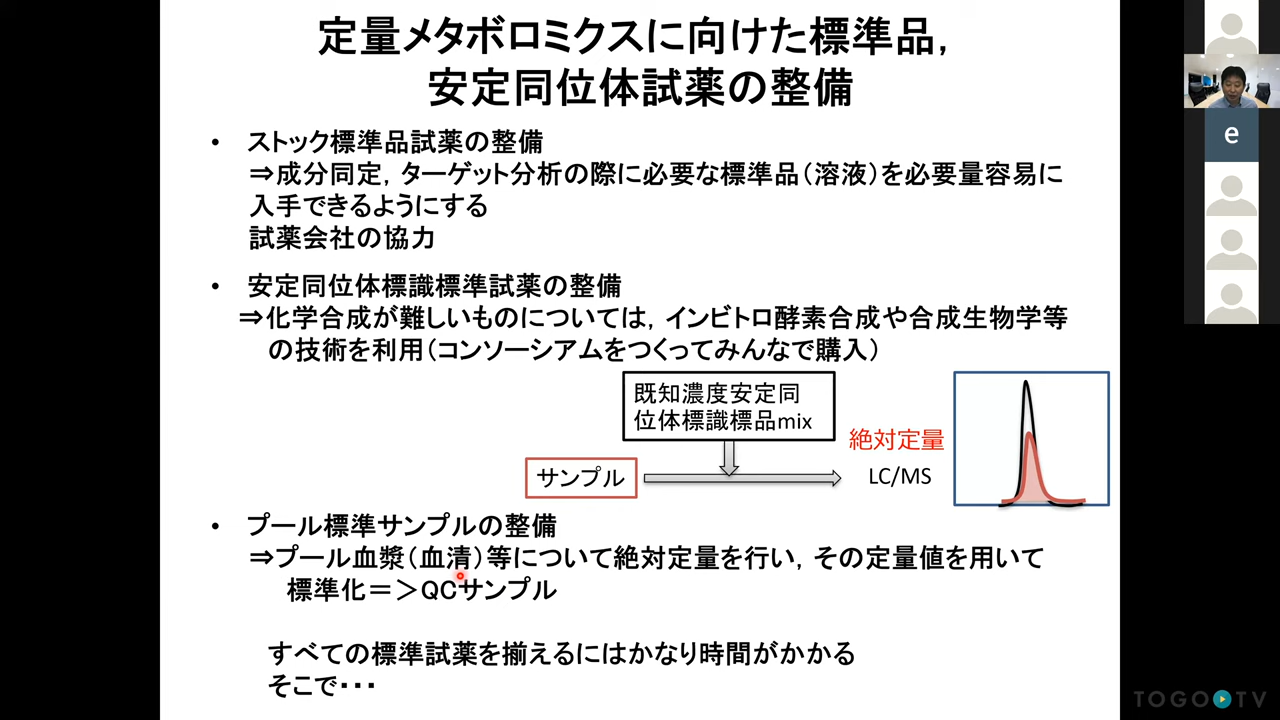 定量メタボロミクスに向けた標準品，
安定同位体試薬の整備
• ストック標準品試薬の整備
⇒成分同定，ターゲット分析の際に必要な標準品（溶液）を必要量容易に
入手できるようにする
試薬会社の協力
• 安定同位体標識標準試薬の整備
⇒化学合成が難しいものについては，インビトロ酵素合成や合成生物学等
の技術を利用（コンソーシアムをつくってみんなで購入）
既知濃度安定同
位体標識標品mix
絶対定量
サンプル
LC/MS
• プール標準サンプルの整備
⇒プール血漿（血清）等について絶対定量を行い，その定量値を用いて
標準化＝＞QCサンプル
すべての標準試薬を揃えるにはかなり時間がかかる
そこで・・・
e
TOGO TV